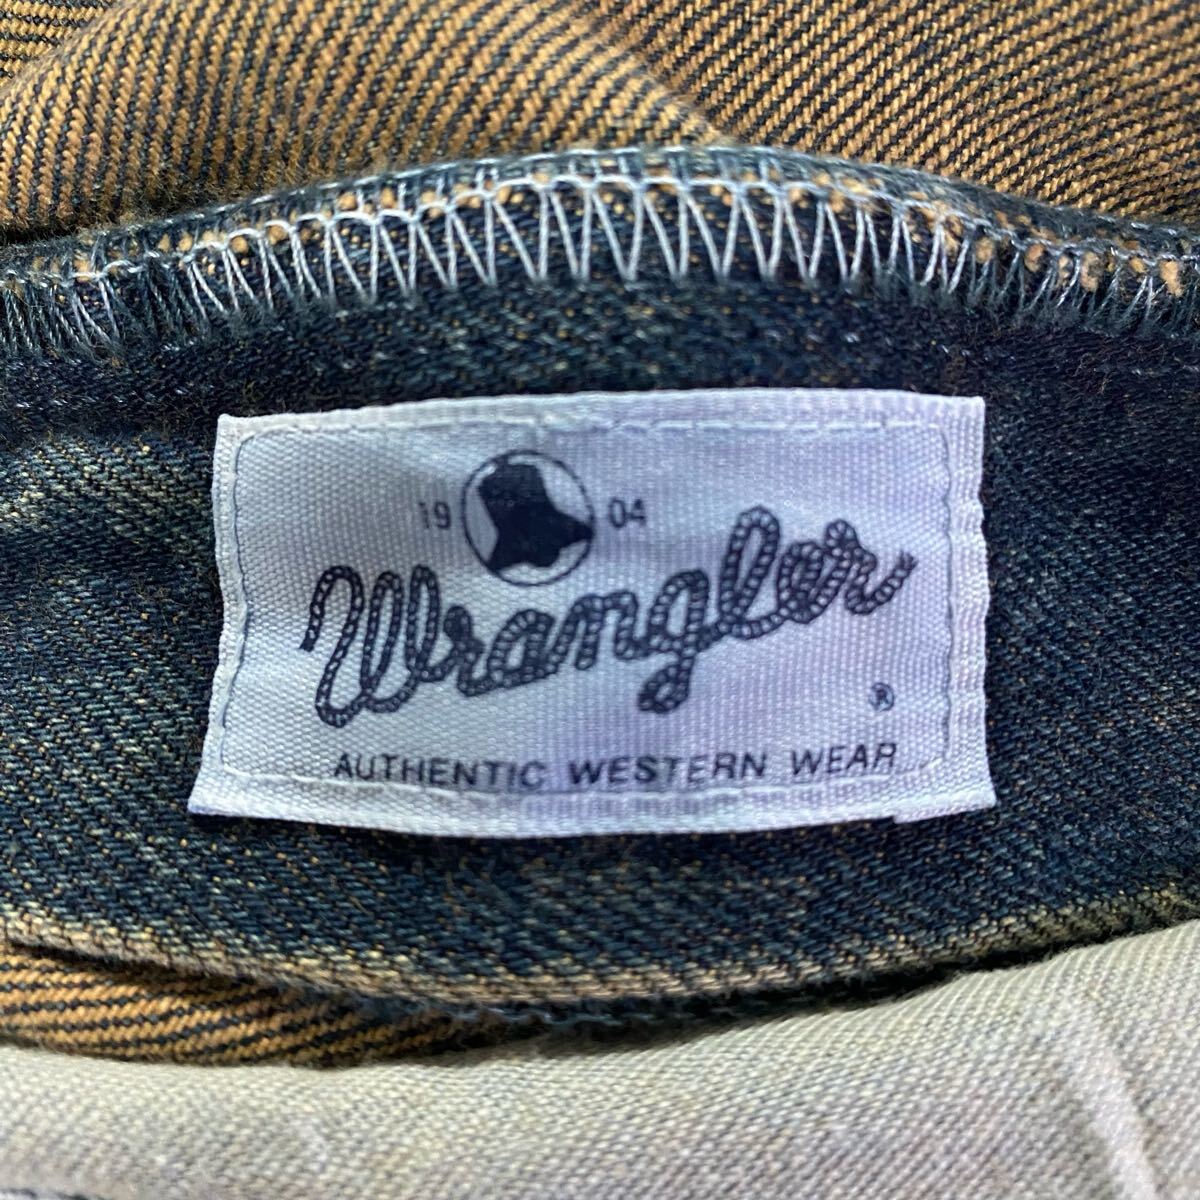 19 04
Wrangler
®
AUTHENTIC WESTERN WEAR